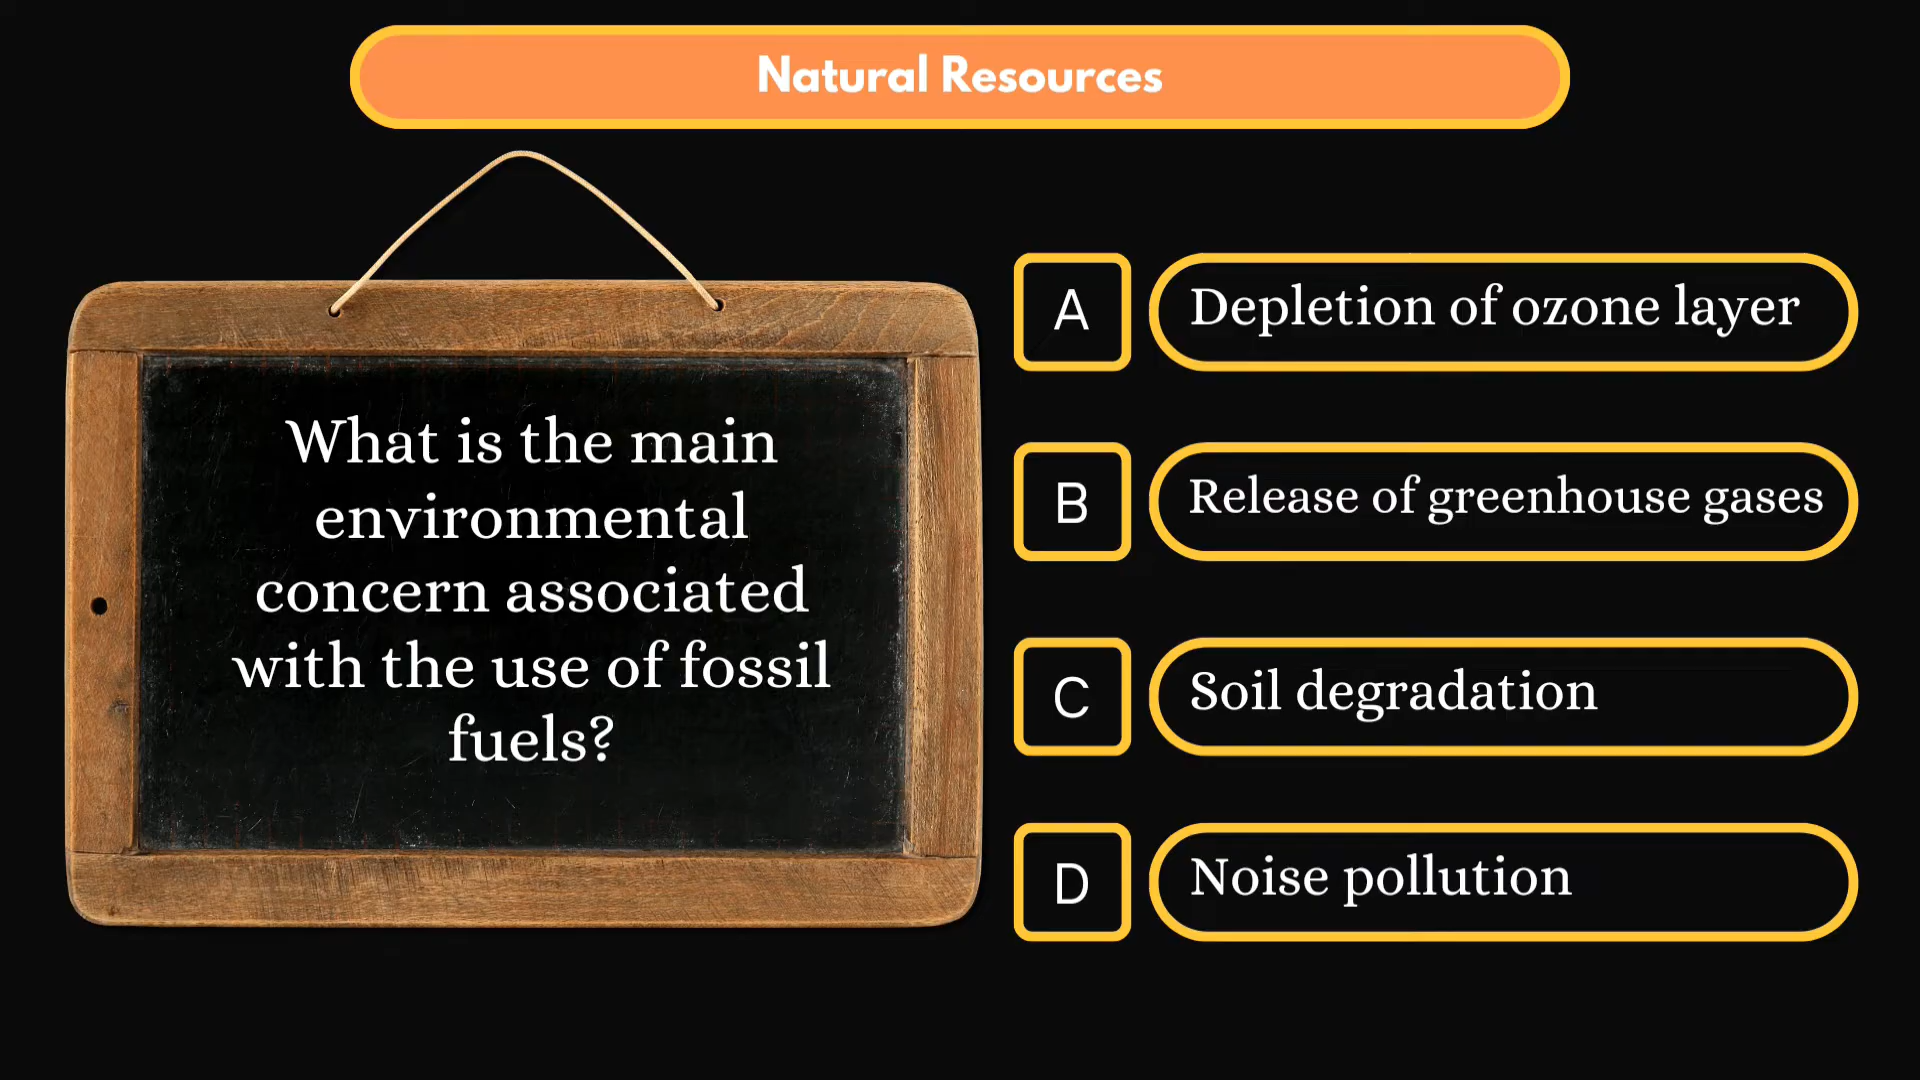 Natural Resources
What is the main
environmental
concern associated
with the use of fossil
fuels?
A
Depletion of ozone layer
B
Release of greenhouse gases
C
Soil degradation
D
Noise pollution